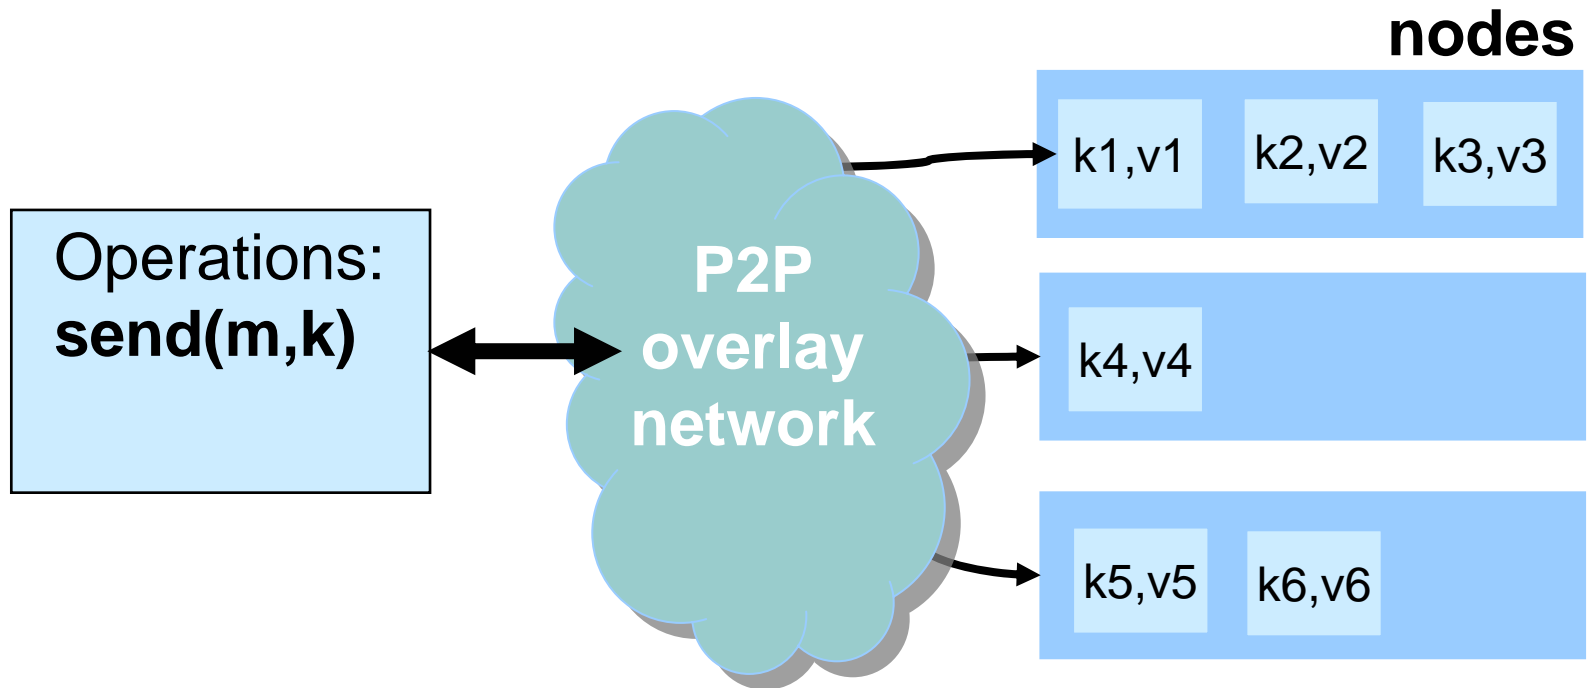 nodes
k1,v1 k2,v2 k3,v3
Operations:
send(m,k)
P2P
overlay
network
k4,v4
k5,v5 k6,v6